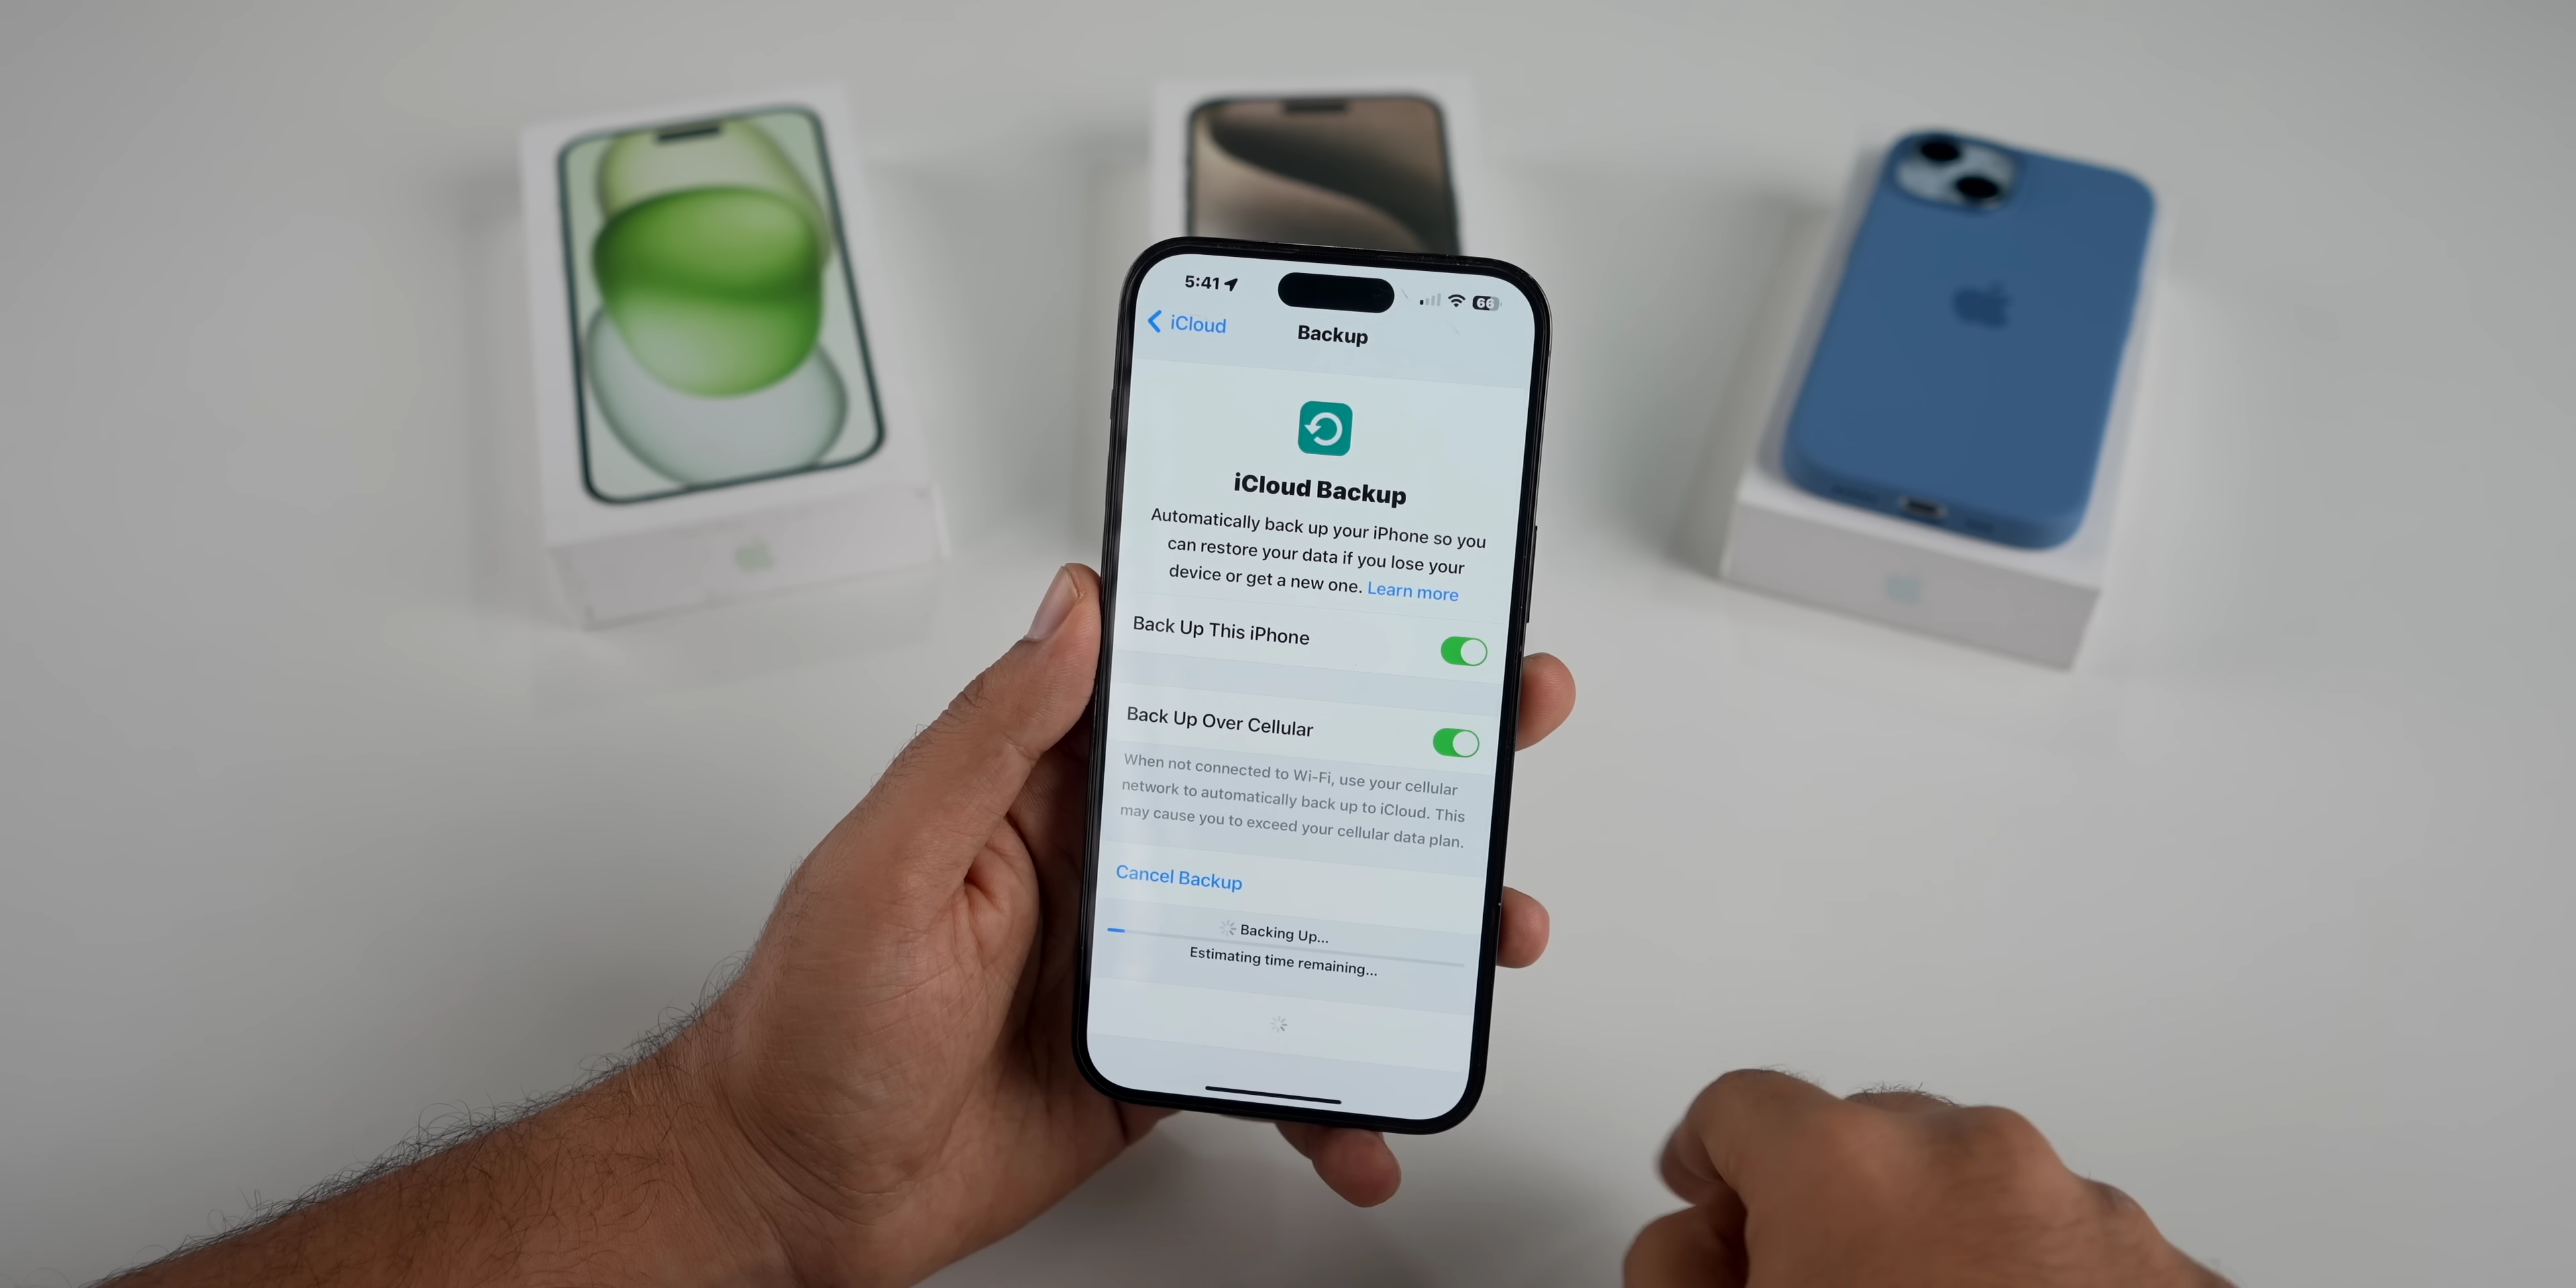 5:41
66
iCloud
Backup
iCloud Backup
Automatically back up your iPhone so you
can restore your data if you lose your
device or get a new one. Learn more
Back Up This iPhone
Back Up Over Cellular
When not connected to Wi-Fi, use your cellular
network to automatically back up to iCloud. This
may cause you to exceed your cellular data plan.
Cancel Backup
Backing Up...
Estimating time remaining...